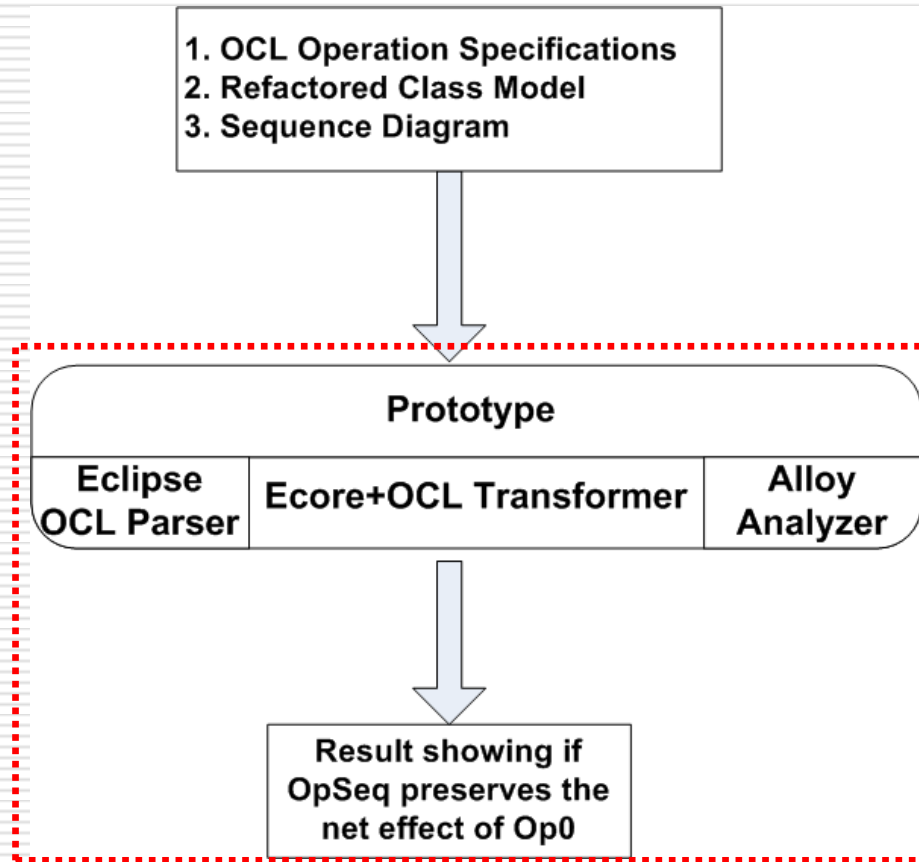 1. OCL Operation Specifications
2. Refactored Class Model
3. Sequence Diagram
Prototype
Eclipse
OCL Parser
Ecore+OCL Transformer
Alloy
Analyzer
Result showing if
OpSeq preserves the
net effect of Op0